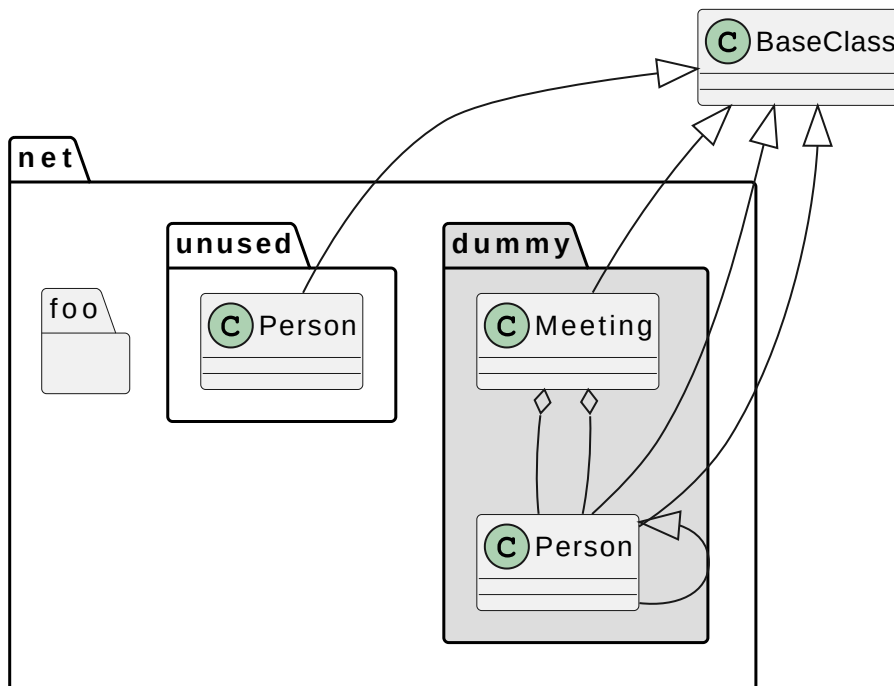 C BaseClass
net
unused
dummy
foo
C Person
C Meeting
C Person